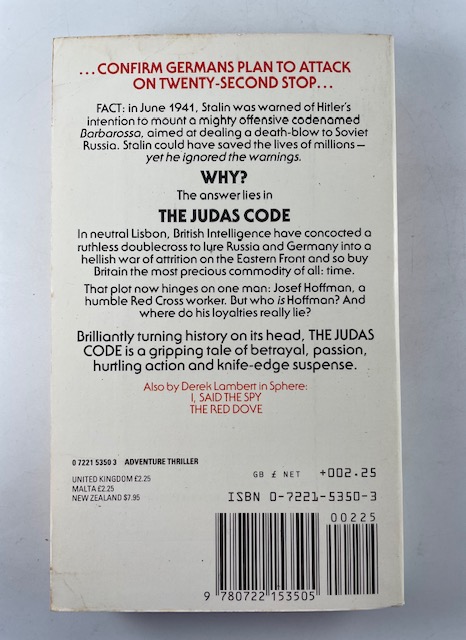 ...CONFIRM GERMANS PLAN TO ATTACK
ON TWENTY-SECOND STOP...
FACT: in June 1941, Stalin was warned of Hitler's
intention to mount a mighty offensive codenamed
Barbarossa, aimed at dealing a death-blow to Soviet
Russia. Stalin could have saved the lives of millions –
yet he ignored the warnings.
WHY?
The answer lies in
THE JUDAS CODE
In neutral Lisbon, British Intelligence have concocted a
ruthless doublecross to lure Russia and Germany into a
hellish war of attrition on the Eastern Front and so buy
Britain the most precious commodity of all: time.
That plot now hinges on one man: Josef Hoffman, a
humble Red Cross worker. But who is Hoffman? And
where do his loyalties really lie?
Brilliantly turning history on its head, THE JUDAS
CODE is a gripping tale of betrayal, passion,
hurtling action and knife-edge suspense.
Also by Derek Lambert in Sphere:
I, SAID THE SPY
THE RED DOVE
0 7221 5350 3 ADVENTURE THRILLER
UNITED KINGDOM £2.25
MALTA £2.25
NEW ZEALAND $7.95
GB £ NET +002.25
ISBN 0-7221-5350-3
00225
9 780722 153505